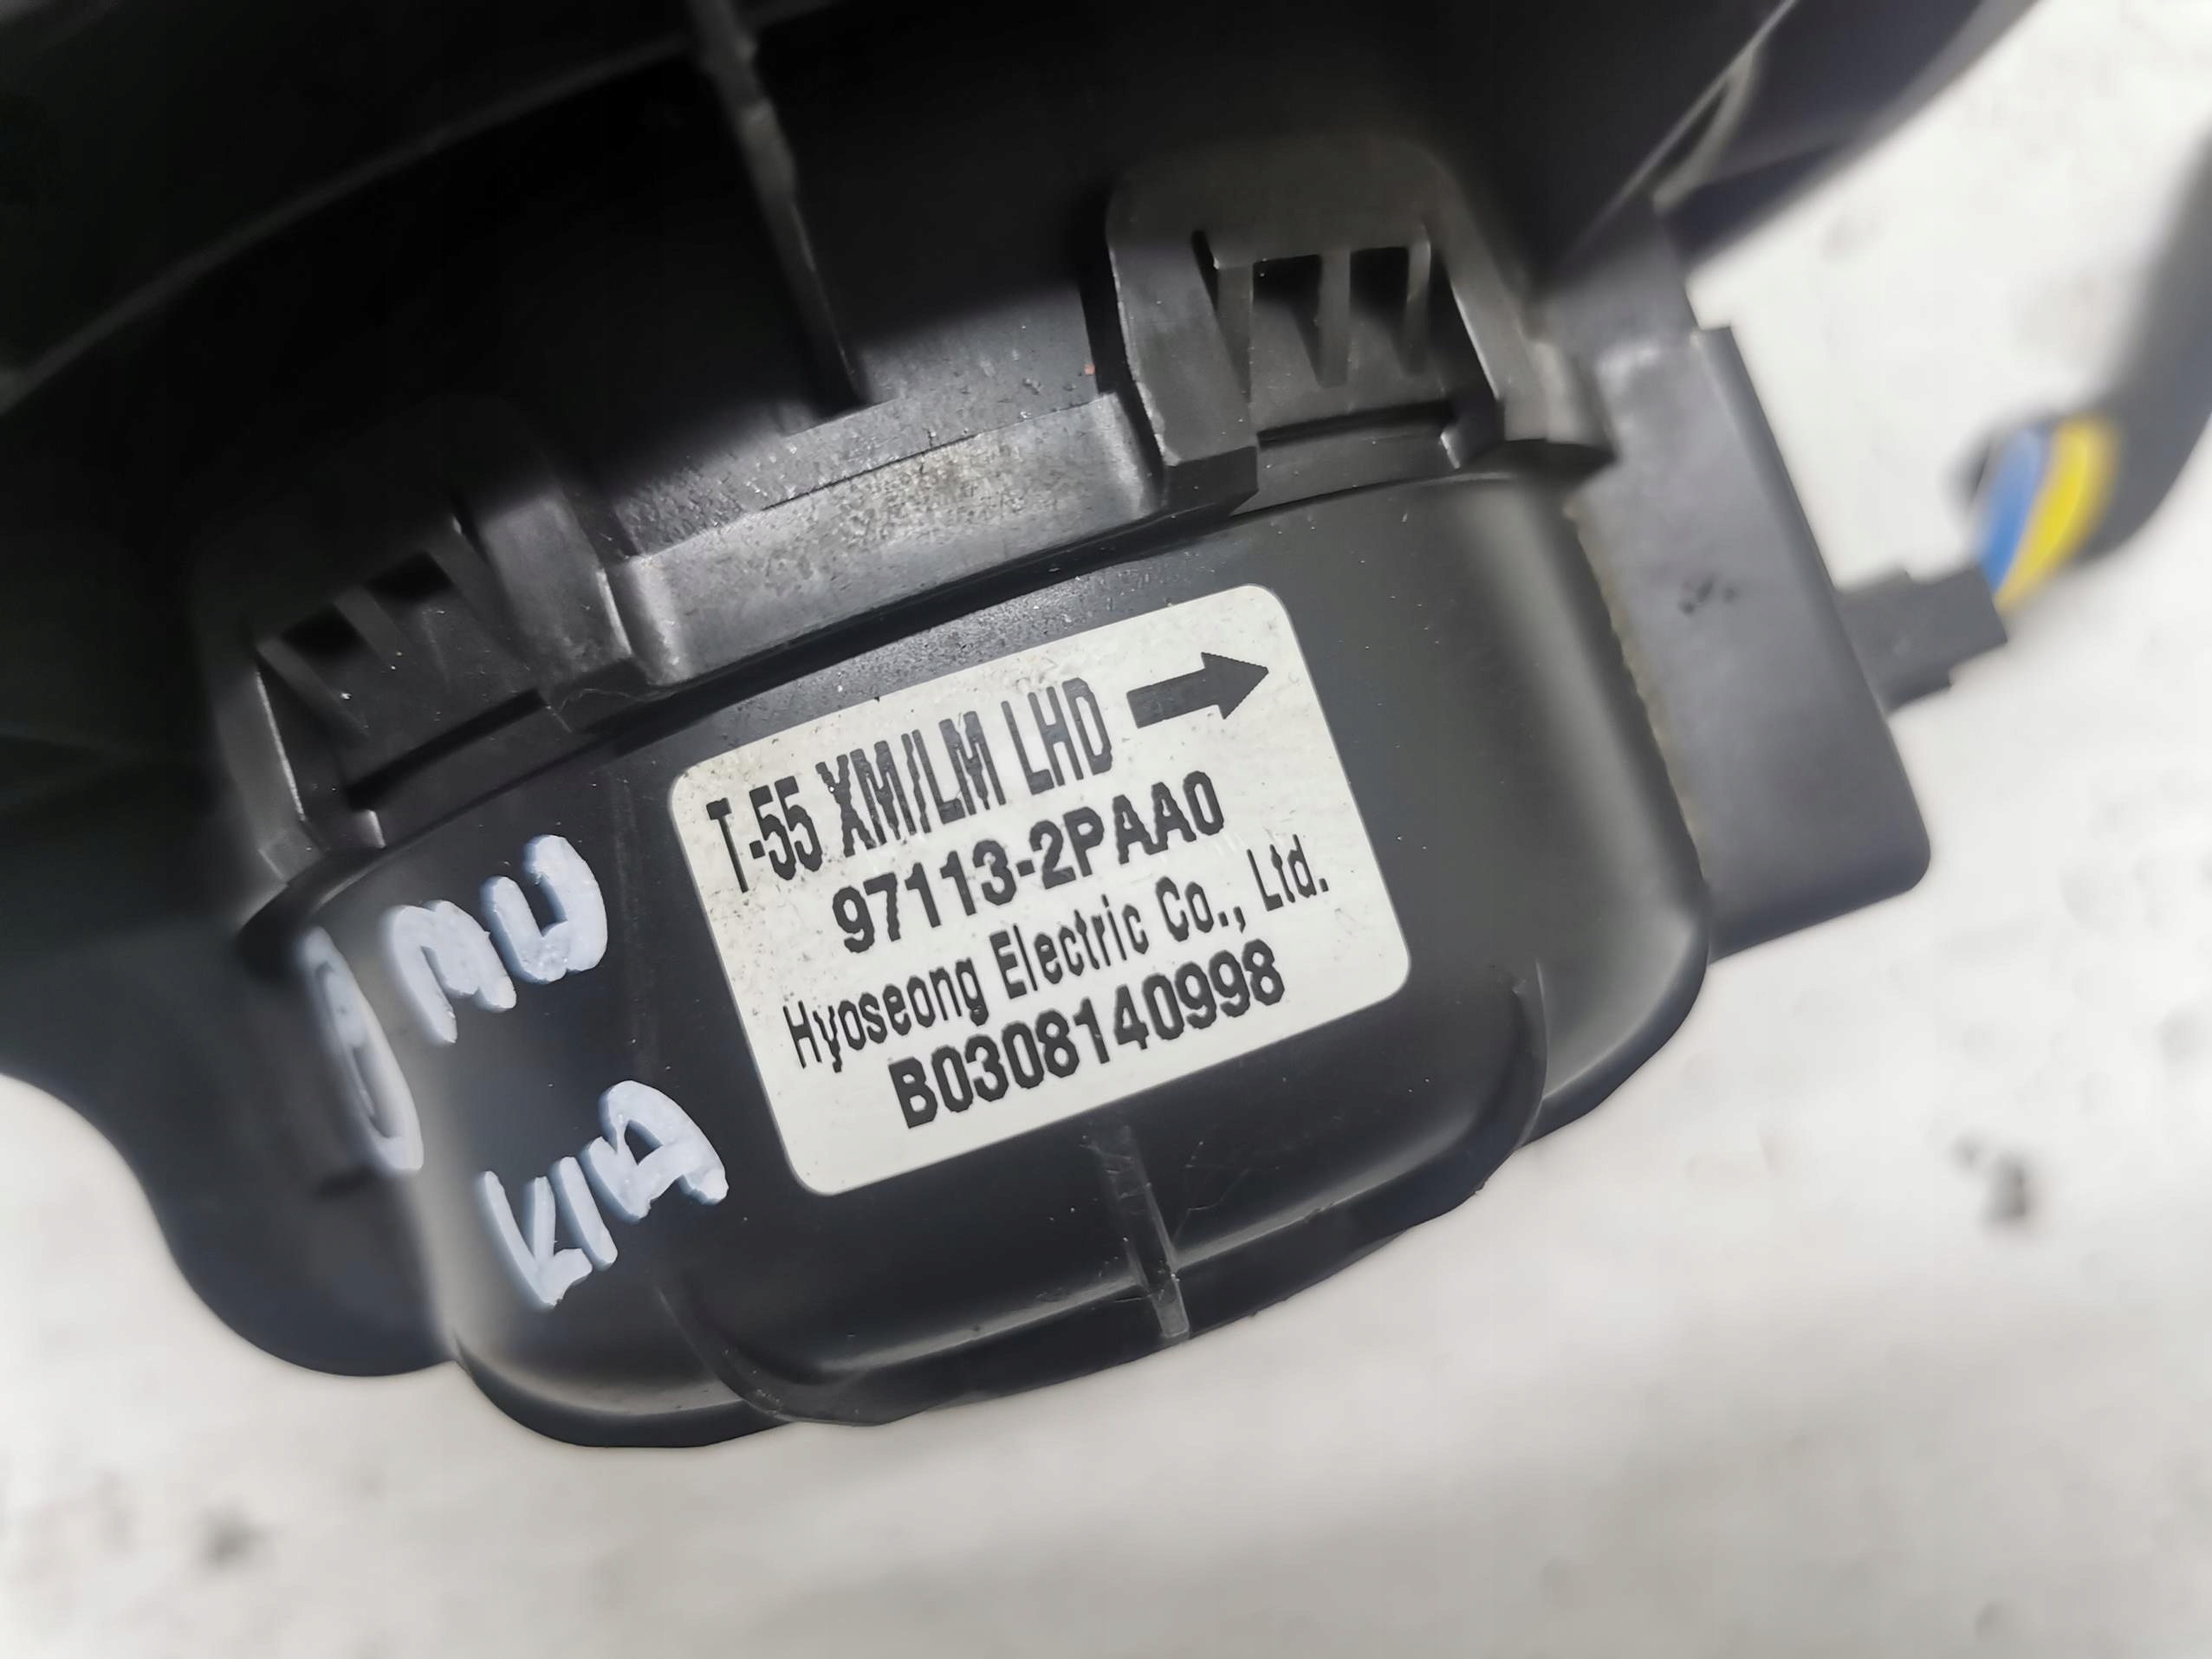 T-55 XM/LM LHD
97113-2PAA0
Hyoseong Electric Co., Ltd.
B0308140998
KIA